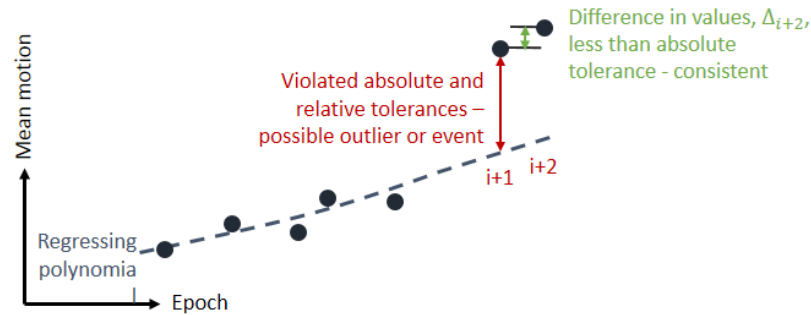 Difference in values, Δᵢ₊₂,
less than absolute
tolerance - consistent
Violated absolute and
relative tolerances –
possible outlier or event
Mean motion
i+1
i+2
Regressing
polynomia
l
Epoch